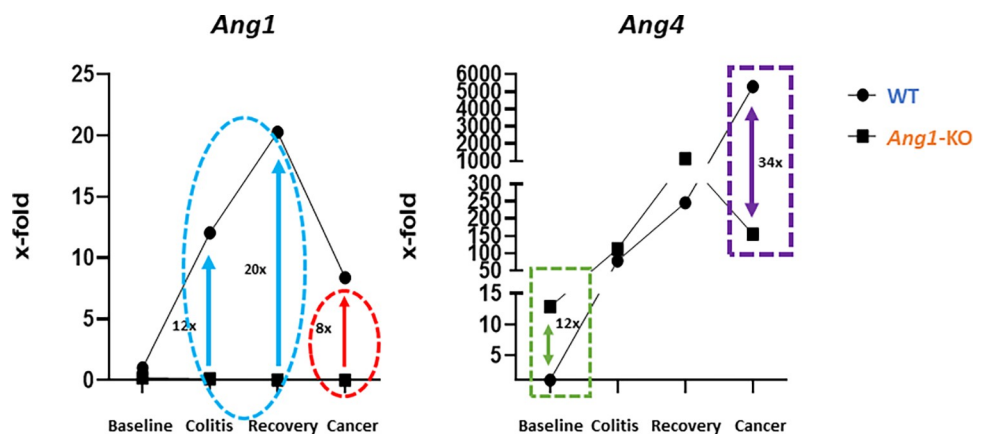 Ang1
25
20
15
10
5
0
x-fold
12x
20x
8x
Baseline Colitis Recovery Cancer
Ang4
6000
5000
4000
3000
2000
1000
300
250
200
150
100
50
15
10
5
x-fold
12x
34x
Baseline Colitis Recovery Cancer
WT
Ang1-KO